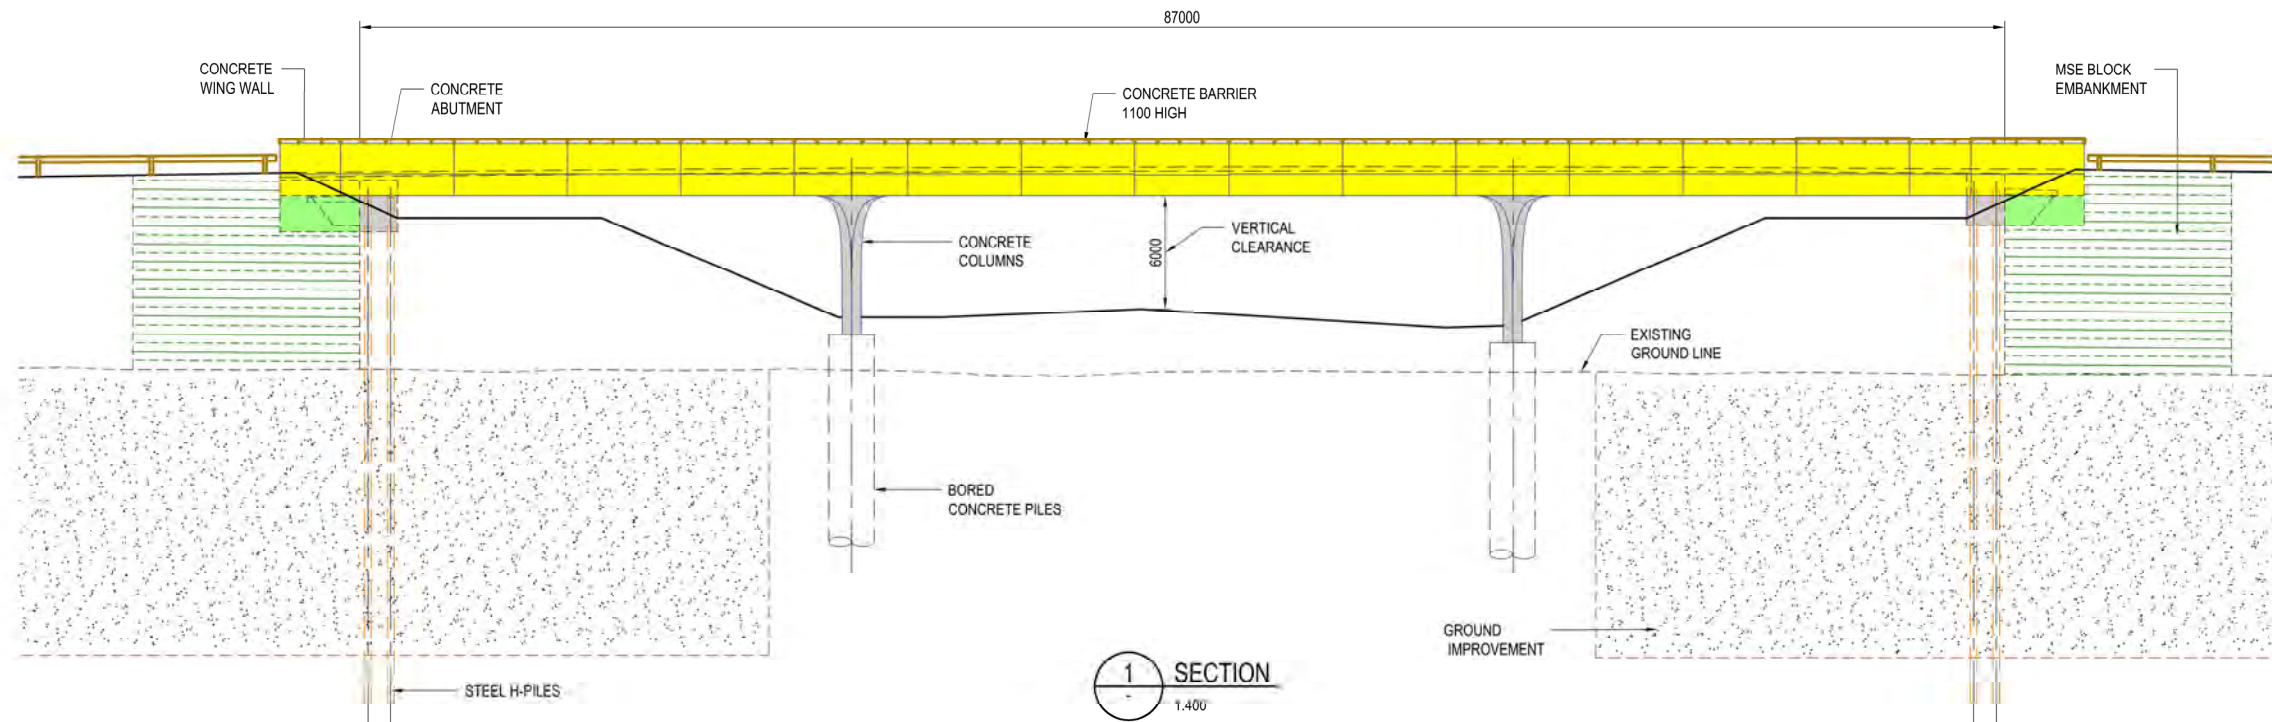 87000
CONCRETE
WING WALL
CONCRETE
ABUTMENT
CONCRETE BARRIER
1100 HIGH
MSE BLOCK
EMBANKMENT
CONCRETE
COLUMNS
6000
VERTICAL
CLEARANCE
EXISTING
GROUND LINE
BORED
CONCRETE PILES
GROUND
IMPROVEMENT
STEEL H-PILES
1
-
SECTION
1:400